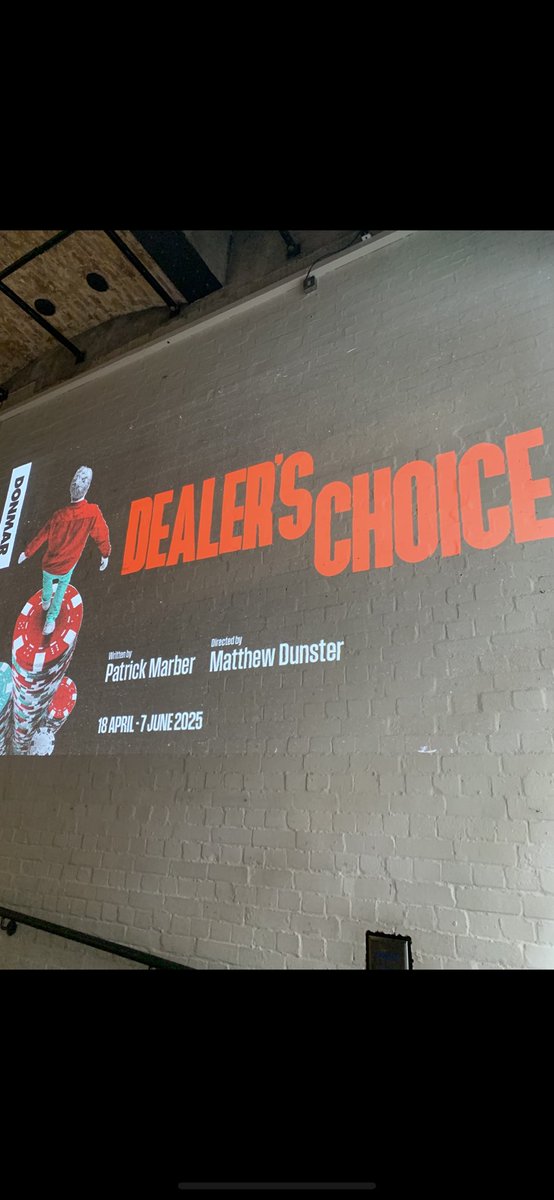 DONMAR
DEALER'S
CHOICE
Written by
Patrick Marber
Directed by
Matthew Dunster
18 APRIL - 7 JUNE 2025